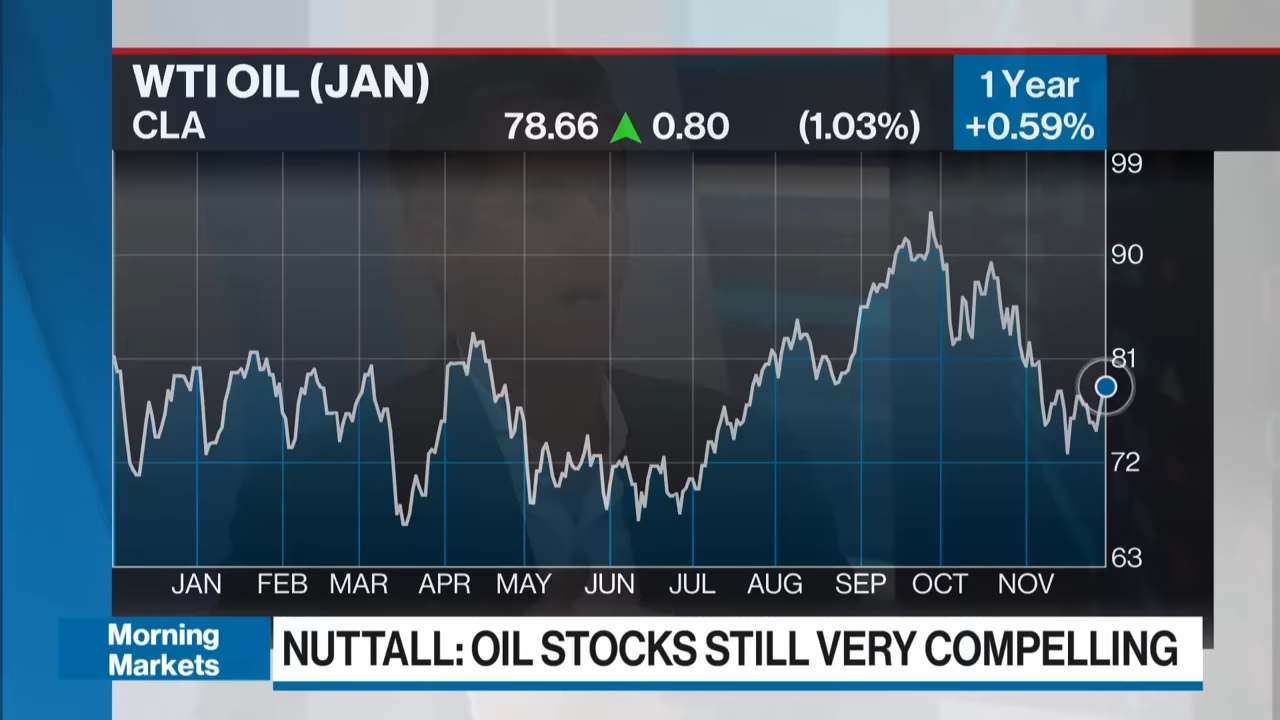 WTI OIL (JAN)
CLA
78.66 0.80 (1.03%)
1 Year
+0.59%
99
90
81
72
63
JAN FEB MAR APR MAY JUN JUL AUG SEP OCT NOV
Morning
Markets
NUTTALL: OIL STOCKS STILL VERY COMPELLING